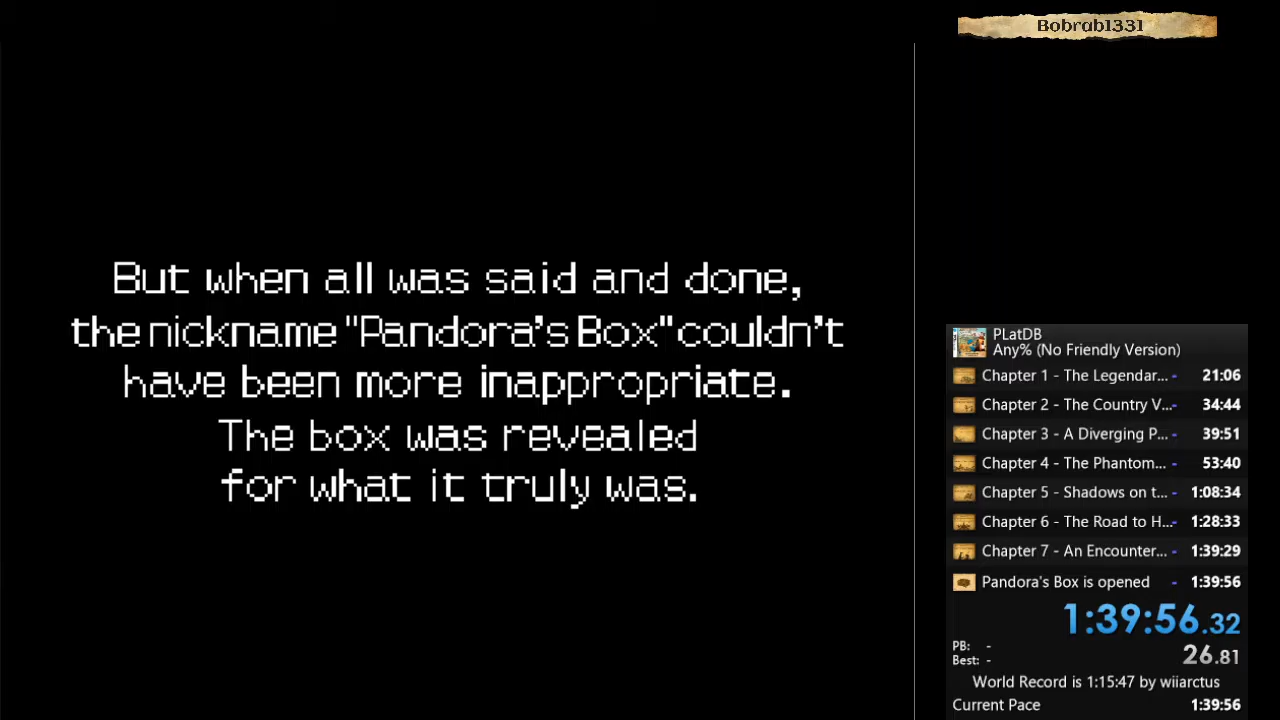 Bobrab1331
But when all was said and done,
the nickname "Pandora's Box" couldn't
have been more inappropriate.
The box was revealed
for what it truly was.
PLatDB
Any% (No Friendly Version)
Chapter 1 - The Legendar... - 21:06
Chapter 2 - The Country V... - 34:44
Chapter 3 - A Diverging P... - 39:51
Chapter 4 - The Phantom... - 53:40
Chapter 5 - Shadows on t... - 1:08:34
Chapter 6 - The Road to H... - 1:28:33
Chapter 7 - An Encounter... - 1:39:29
Pandora's Box is opened - 1:39:56
1:39:56.32
PB: -
Best: -
26.81
World Record is 1:15:47 by wiiarctus
Current Pace 1:39:56